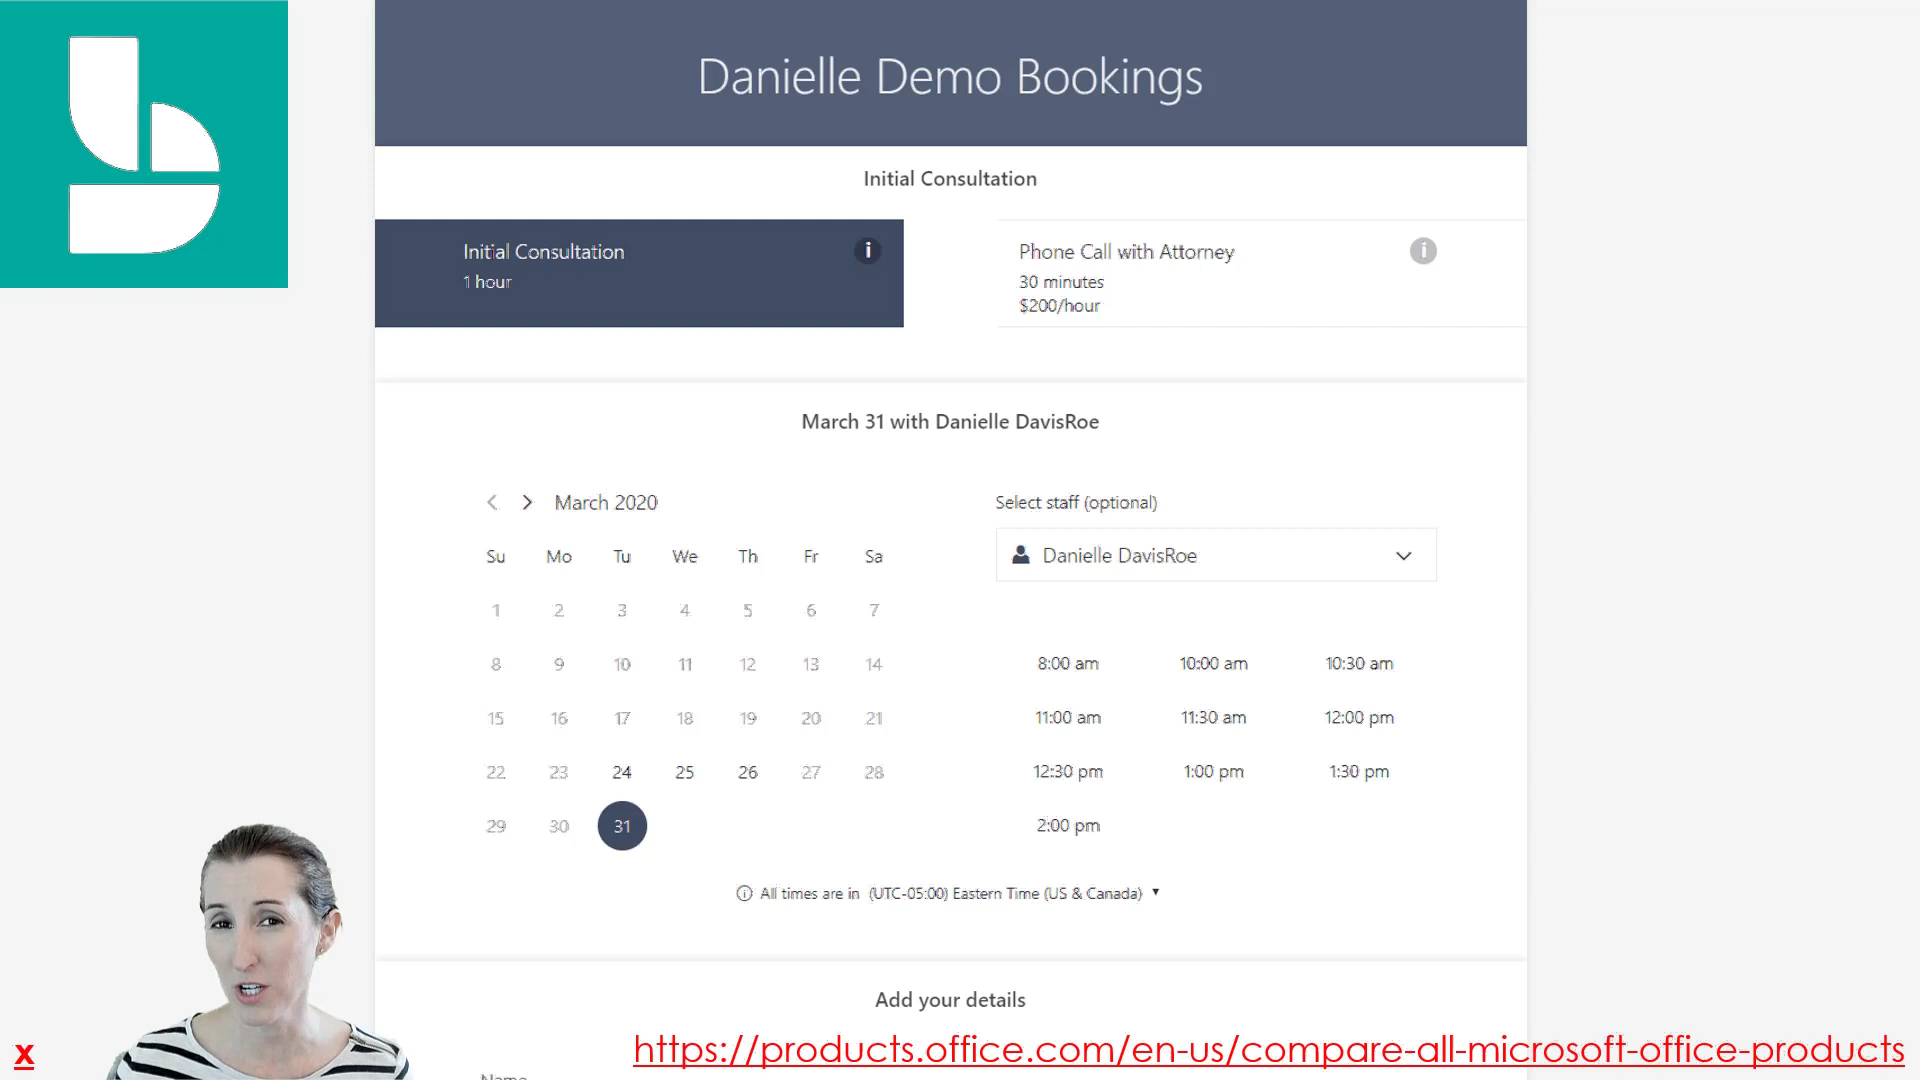 Danielle Demo Bookings
Initial Consultation
Initial Consultation
1 hour
Phone Call with Attorney
30 minutes
$200/hour
March 31 with Danielle DavisRoe
March 2020
Su Mo Tu We Th Fr Sa
1 2 3 4 5 6 7
8 9 10 11 12 13 14
15 16 17 18 19 20 21
22 23 24 25 26 27 28
29 30 31
Select staff (optional)
Danielle DavisRoe
8:00 am 10:00 am 10:30 am
11:00 am 11:30 am 12:00 pm
12:30 pm 1:00 pm 1:30 pm
2:00 pm
All times are in (UTC-05:00) Eastern Time (US & Canada)
Add your details
Name
x
https://products.office.com/en-us/compare-all-microsoft-office-products